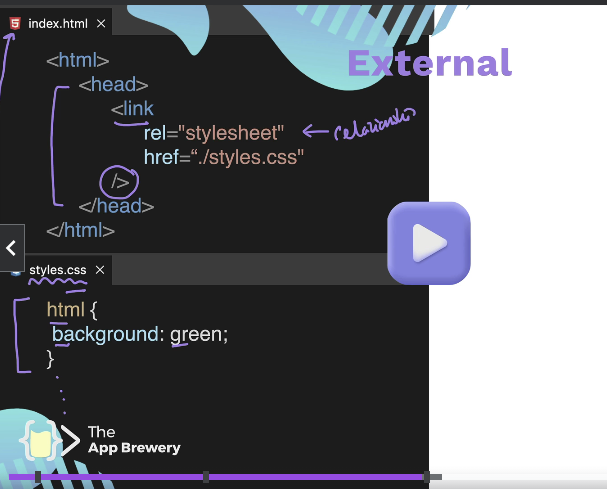 index.html
External
<html>
<head>
<link
rel="stylesheet"
relationship
href=“./styles.css"
/>
</head>
</html>
styles.css
html {
background: green;
}
The
App Brewery